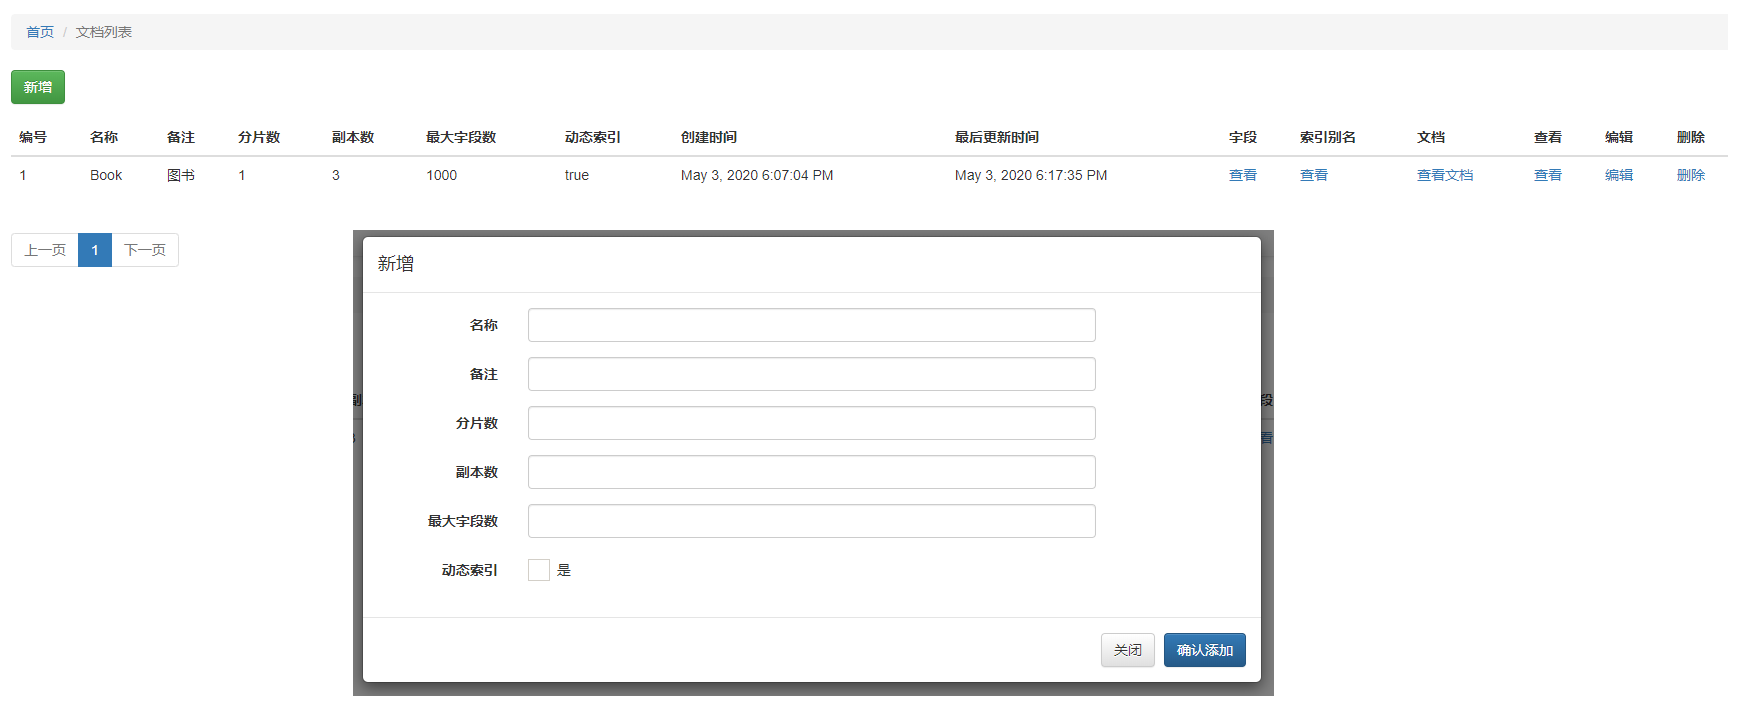 首页 / 文档列表
新增
编号 名称 备注 分片数 副本数 最大字段数 动态索引 创建时间 最后更新时间 字段 索引别名 文档 查看 编辑 删除
1 Book 图书 1 3 1000 true May 3, 2020 6:07:04 PM May 3, 2020 6:17:35 PM 查看 查看 查看文档 查看 编辑 删除
上一页 1 下一页
新增
名称
备注
分片数
副 段
看
副本数
最大字段数
动态索引 是
关闭 确认添加